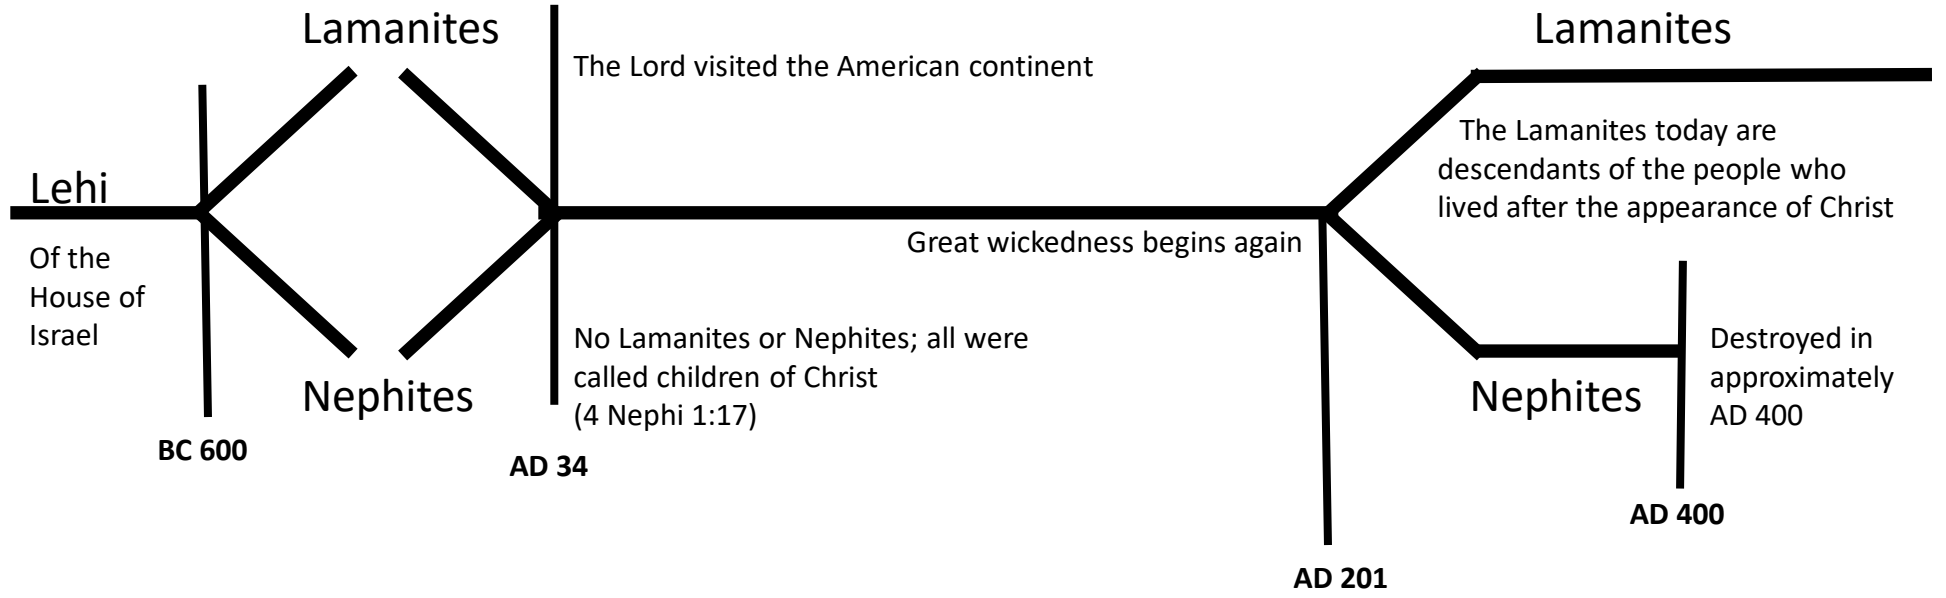 Lamanites
Lamanites
The Lord visited the American continent
The Lamanites today are
descendants of the people who
lived after the appearance of Christ
Lehi
Great wickedness begins again
Of the
House of
Israel
No Lamanites or Nephites; all were
called children of Christ
(4 Nephi 1:17)
Destroyed in
approximately
AD 400
Nephites
Nephites
BC 600
AD 34
AD 400
AD 201